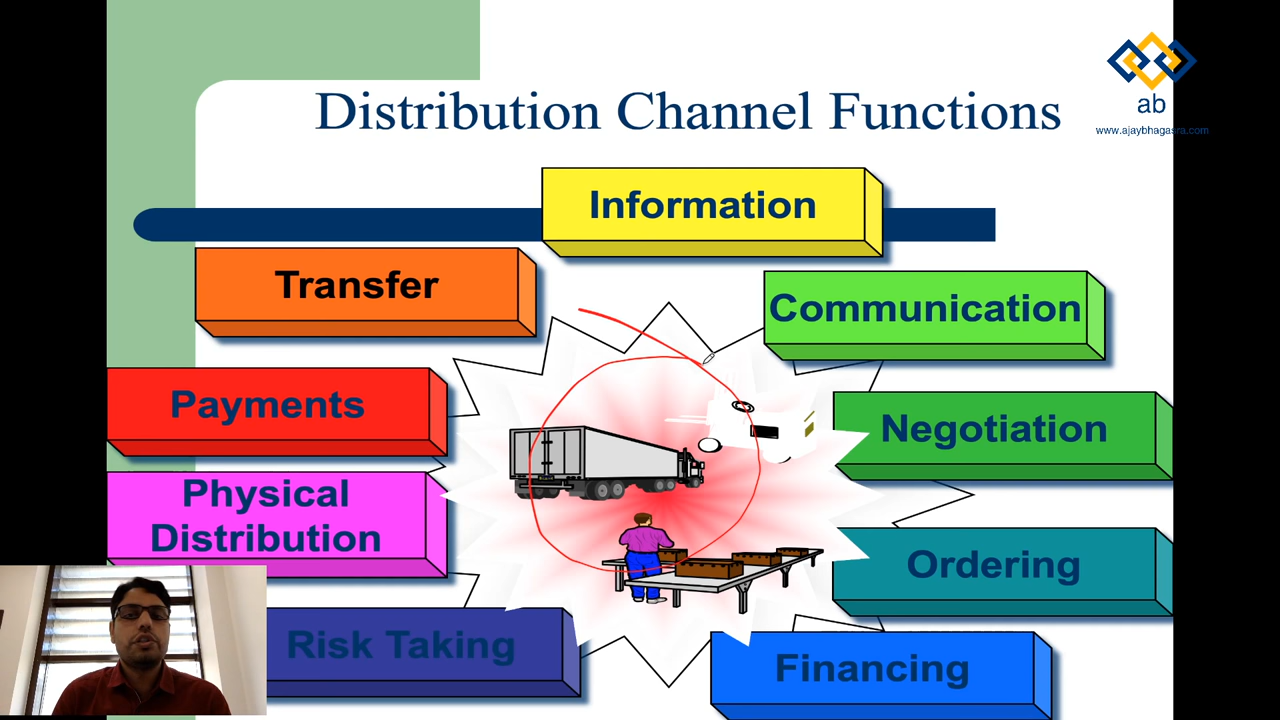 Distribution Channel Functions
ab
www.ajaybhagasra.com
Information
Transfer
Communication
Payments
Negotiation
Physical
Distribution
Ordering
Risk Taking
Financing